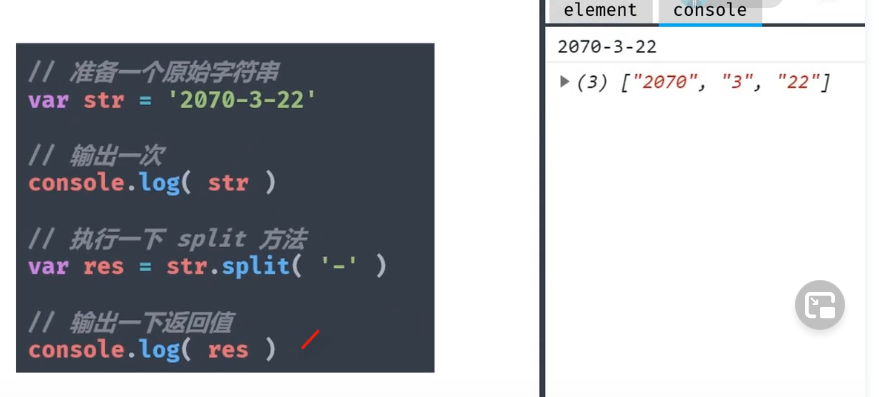 // 准备一个原始字符串
var str = '2070-3-22'
// 输出一次
console.log( str )
// 执行一下 split 方法
var res = str.split( '-' )
// 输出一下返回值
console.log( res )
element console
2070-3-22
(3) ["2070", "3", "22"]